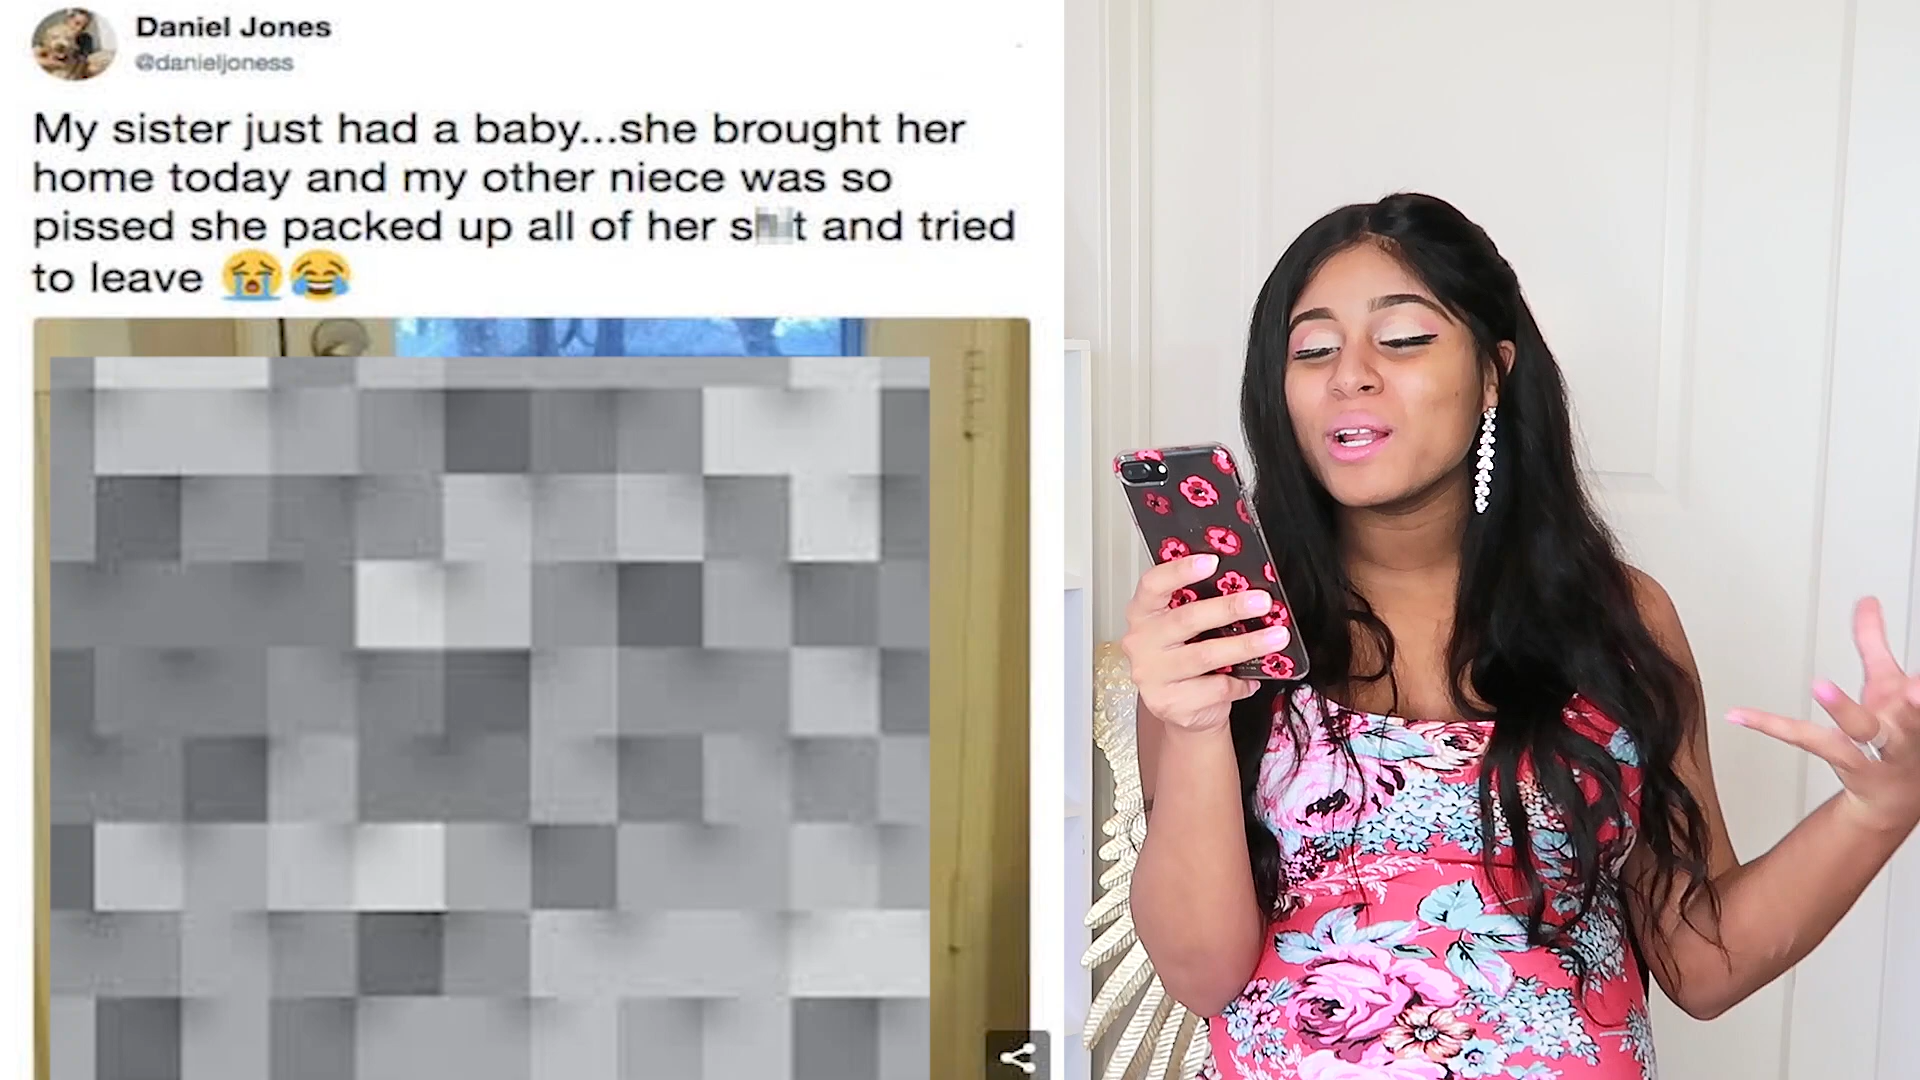 Daniel Jones
@danieljoness
My sister just had a baby...she brought her
home today and my other niece was so
pissed she packed up all of her s t and tried
to leave 😭😂